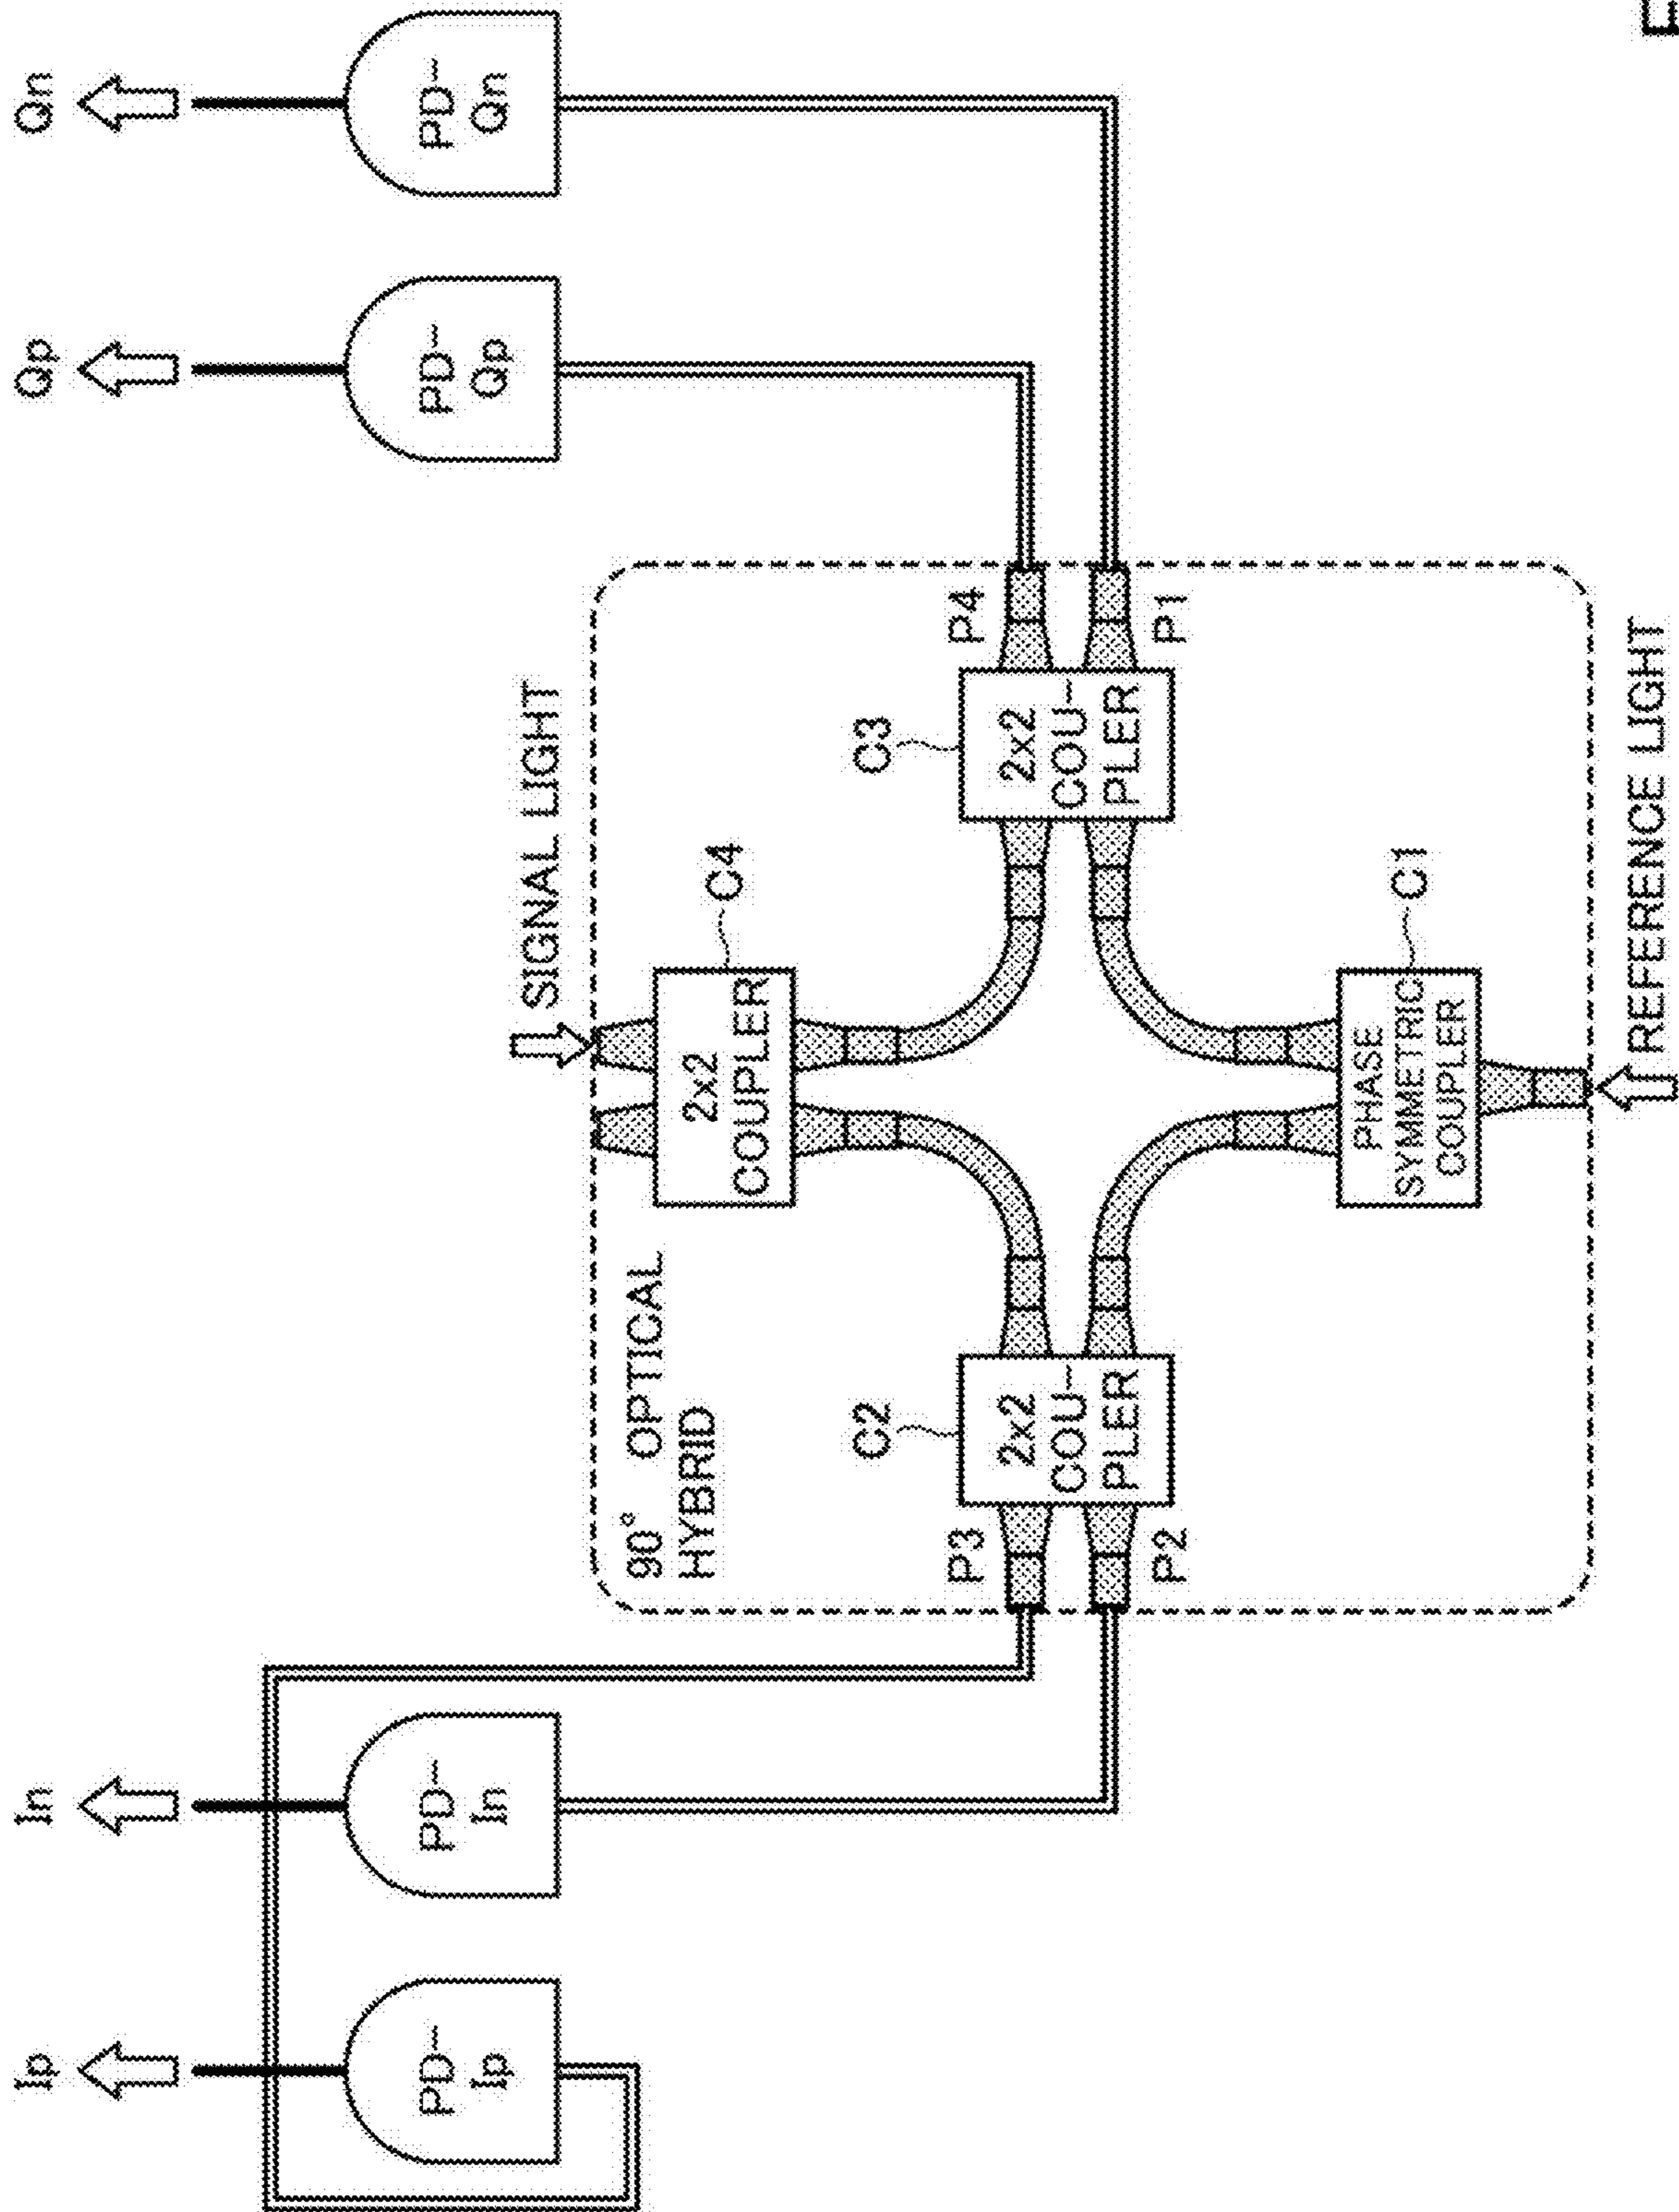 Ip
In
Qp
Qn
PD-
Ip
PD-
In
PD-
Qp
PD-
Qn
SIGNAL LIGHT
90° OPTICAL
HYBRID
2x2
COUPLER
C4
C2
C3
P3
P4
2x2
COU-
PLER
2x2
COU-
PLER
P2
P1
PHASE
SYMMETRIC
COUPLER
C1
REFERENCE LIGHT